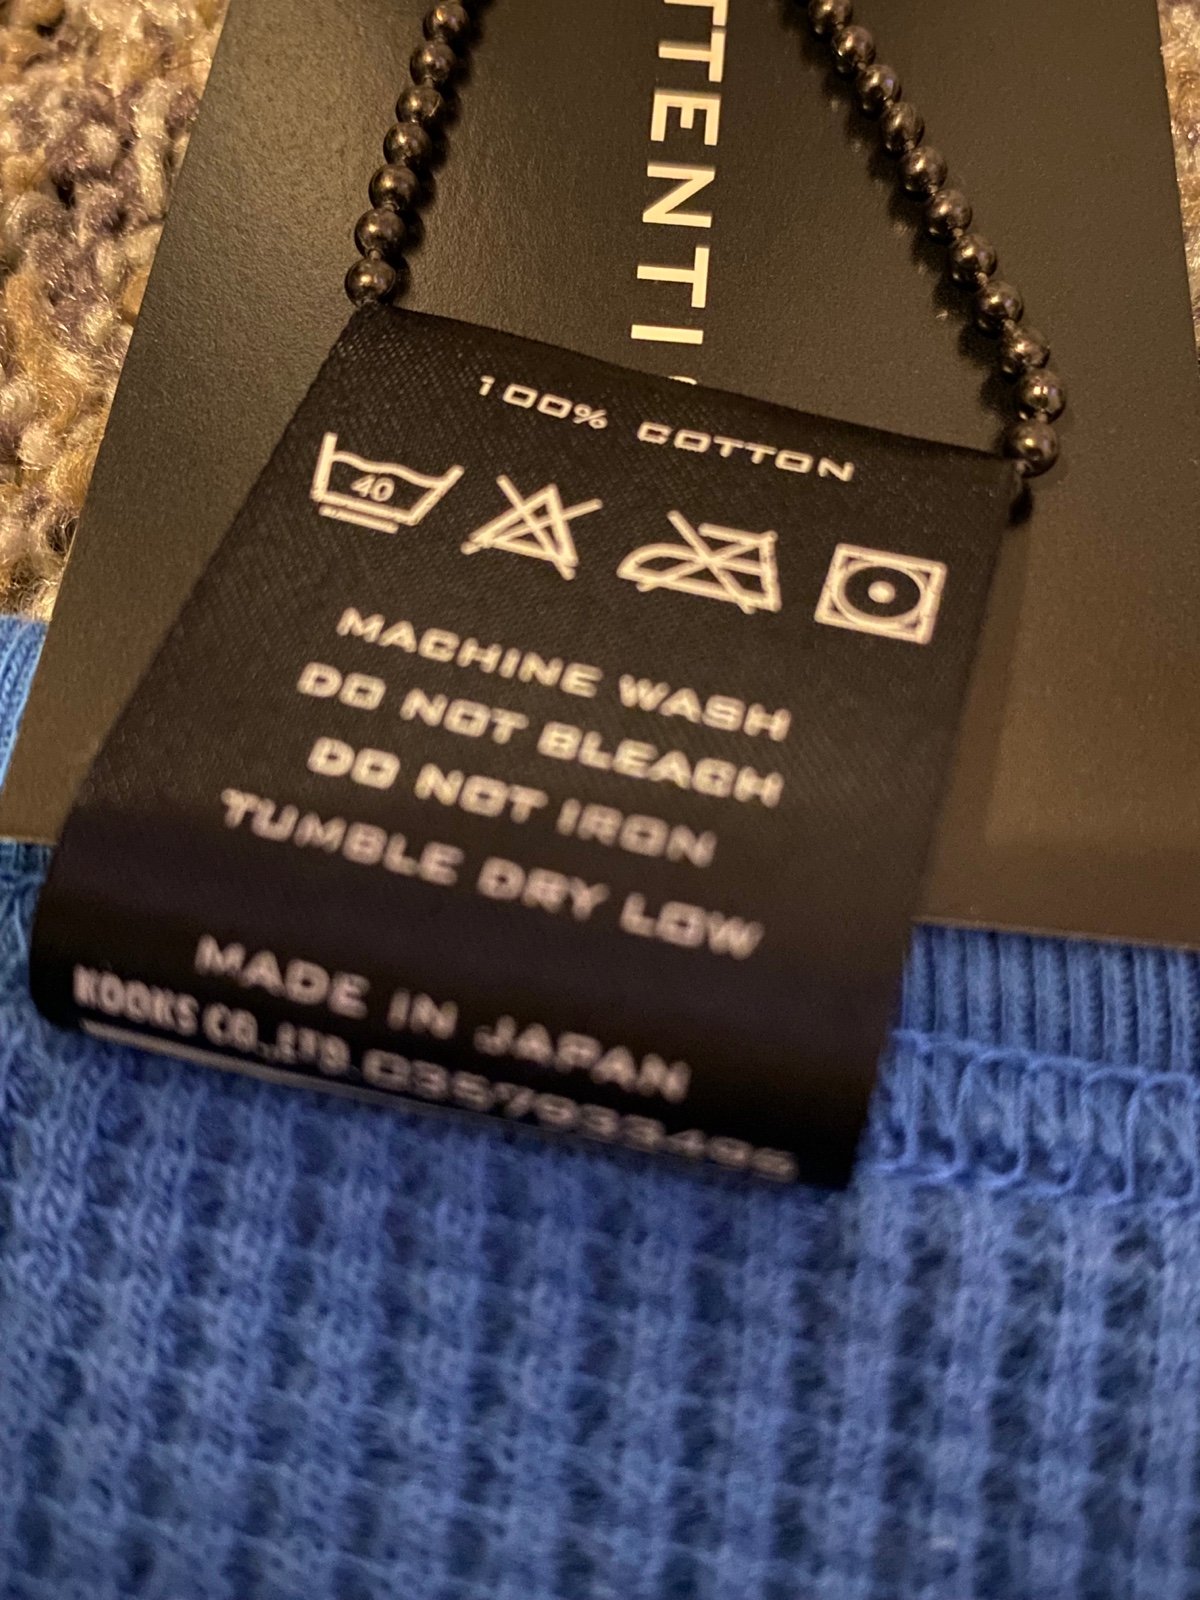 TTENTI
100% COTTON
40
MACHINE WASH
DO NOT BLEACH
DO NOT IRON
TUMBLE DRY LOW
MADE IN JAPAN
KOOKS CO.,LTD. 0357933495